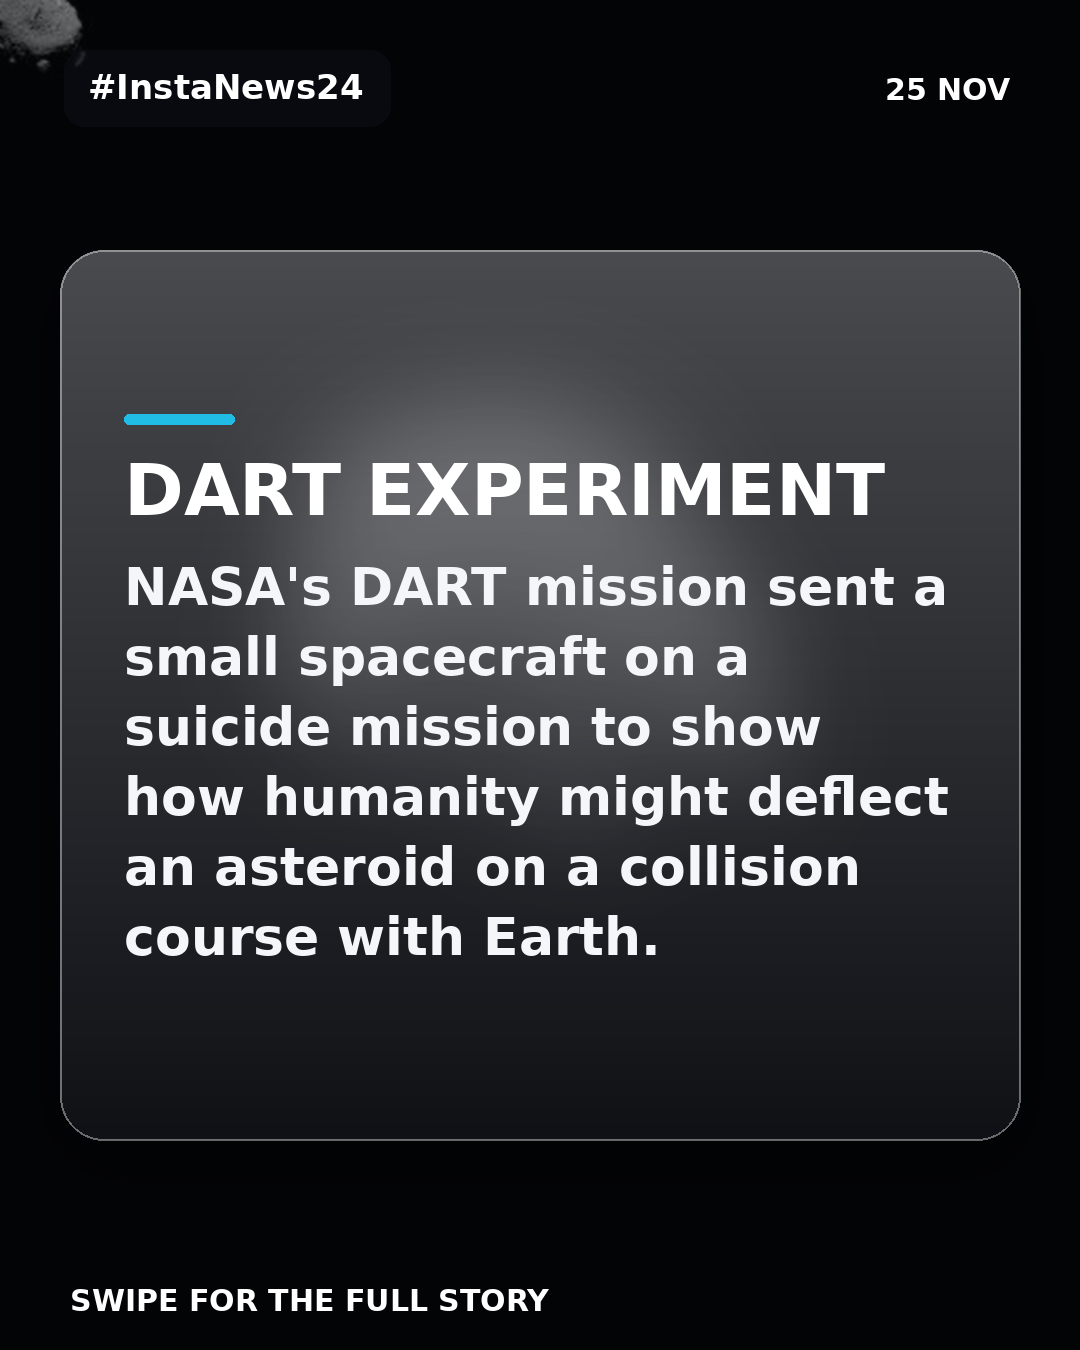 #InstaNews24
25 NOV
DART EXPERIMENT
NASA's DART mission sent a
small spacecraft on a
suicide mission to show
how humanity might deflect
an asteroid on a collision
course with Earth.
SWIPE FOR THE FULL STORY